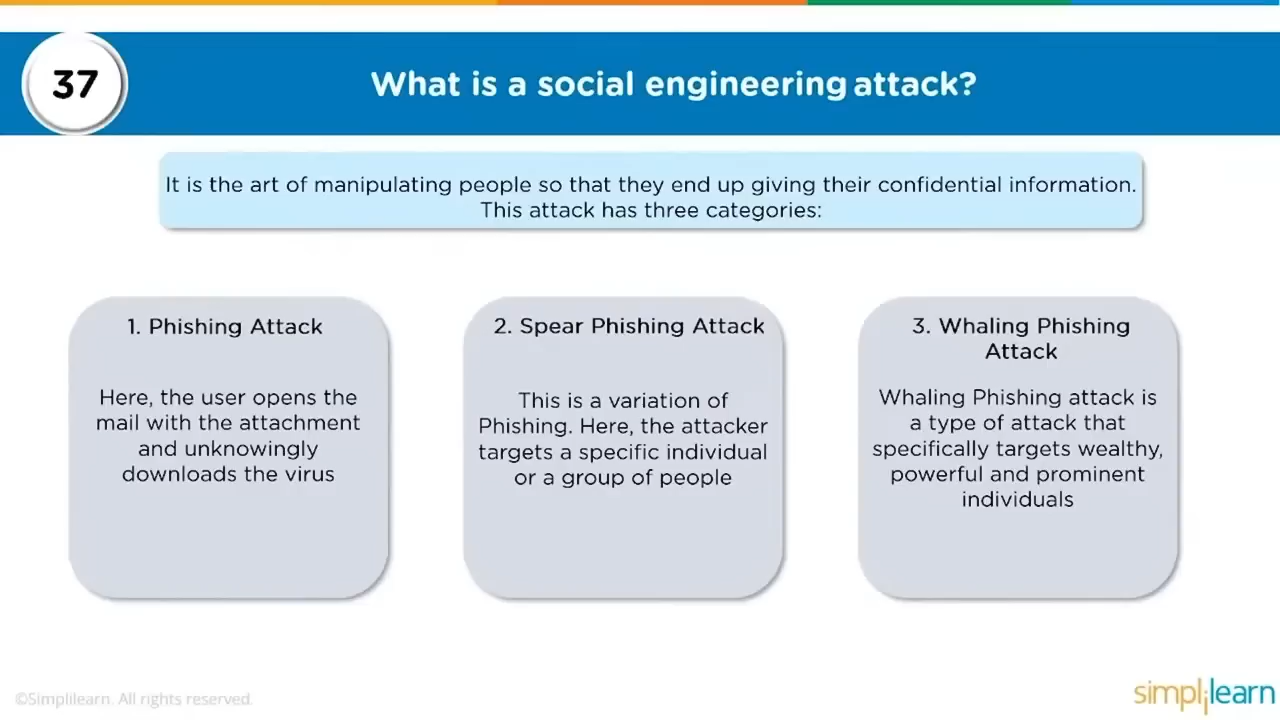 37
What is a social engineering attack?
It is the art of manipulating people so that they end up giving their confidential information.
This attack has three categories:
1. Phishing Attack
Here, the user opens the
mail with the attachment
and unknowingly
downloads the virus
2. Spear Phishing Attack
This is a variation of
Phishing. Here, the attacker
targets a specific individual
or a group of people
3. Whaling Phishing
Attack
Whaling Phishing attack is
a type of attack that
specifically targets wealthy,
powerful and prominent
individuals
©Simplilearn. All rights reserved.
simplilearn